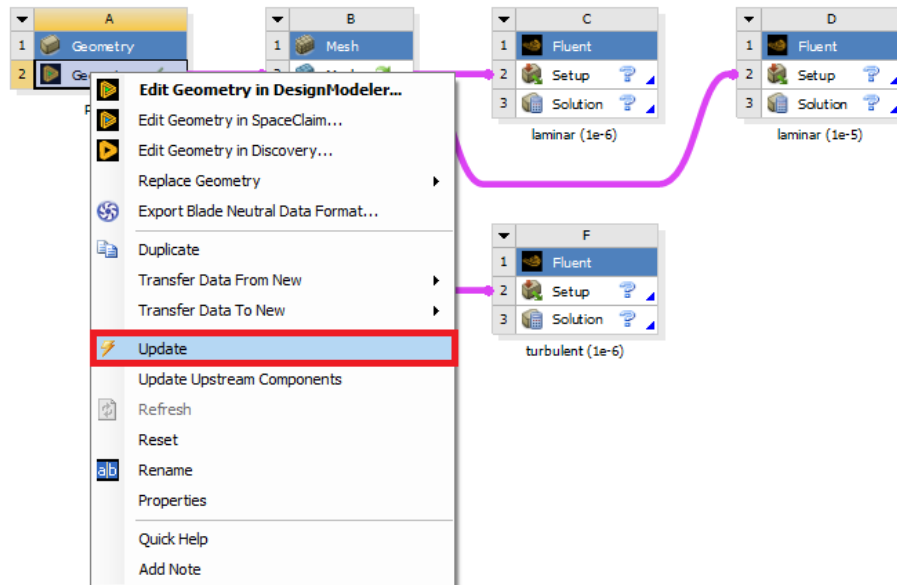 A
1 Geometry
2
B
1 Mesh
C
1 Fluent
2 Setup
3 Solution
laminar (1e-6)
D
1 Fluent
2 Setup
3 Solution
laminar (1e-5)
Edit Geometry in DesignModeler...
Edit Geometry in SpaceClaim...
Edit Geometry in Discovery...
Replace Geometry
Export Blade Neutral Data Format...
Duplicate
Transfer Data From New
Transfer Data To New
Update
Update Upstream Components
Refresh
Reset
a|b Rename
Properties
Quick Help
Add Note
F
1 Fluent
2 Setup
3 Solution
turbulent (1e-6)